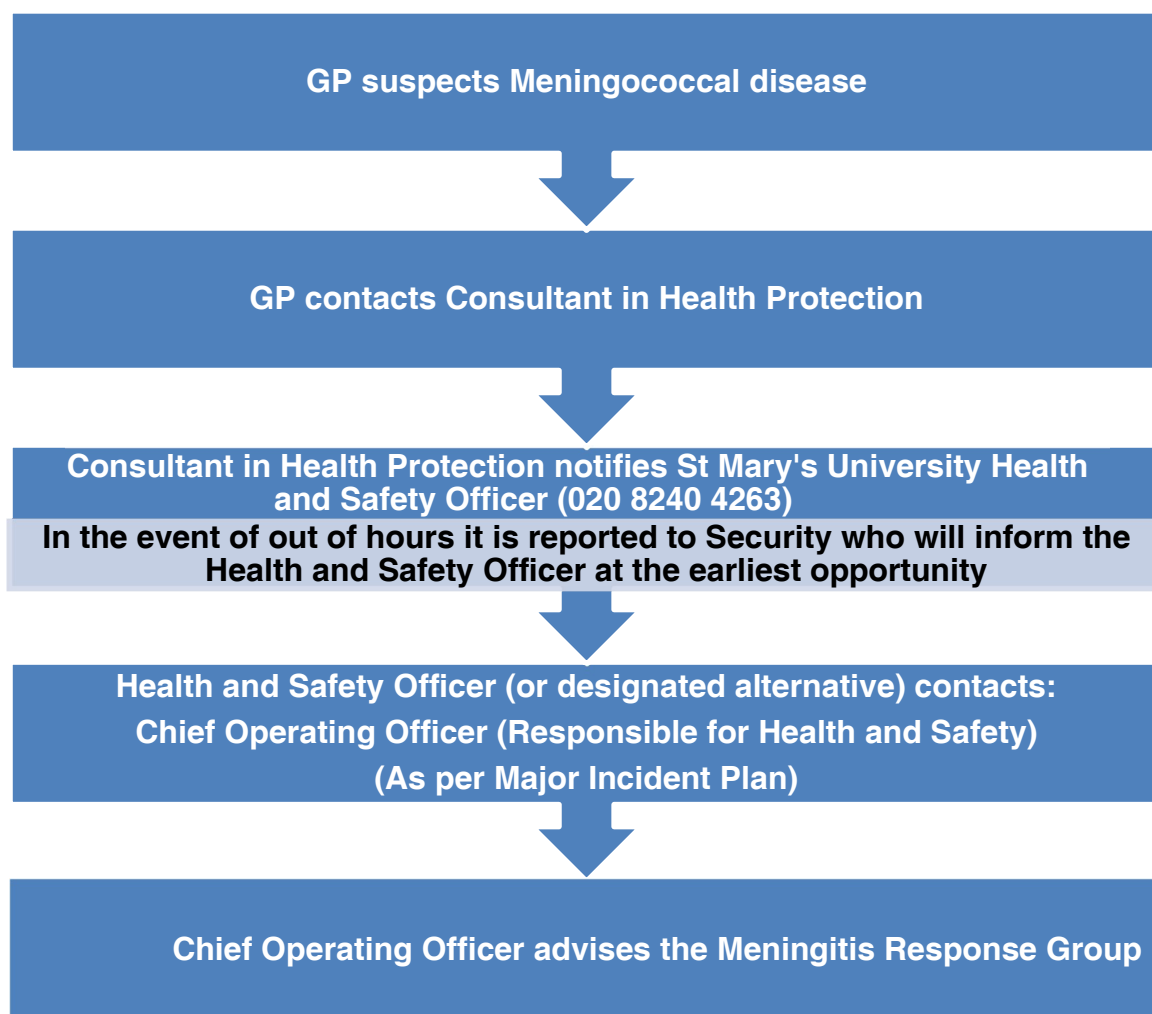 GP suspects Meningococcal disease
GP contacts Consultant in Health Protection
Consultant in Health Protection notifies St Mary's University Health
and Safety Officer (020 8240 4263)
In the event of out of hours it is reported to Security who will inform the
Health and Safety Officer at the earliest opportunity
Health and Safety Officer (or designated alternative) contacts:
Chief Operating Officer (Responsible for Health and Safety)
(As per Major Incident Plan)
Chief Operating Officer advises the Meningitis Response Group